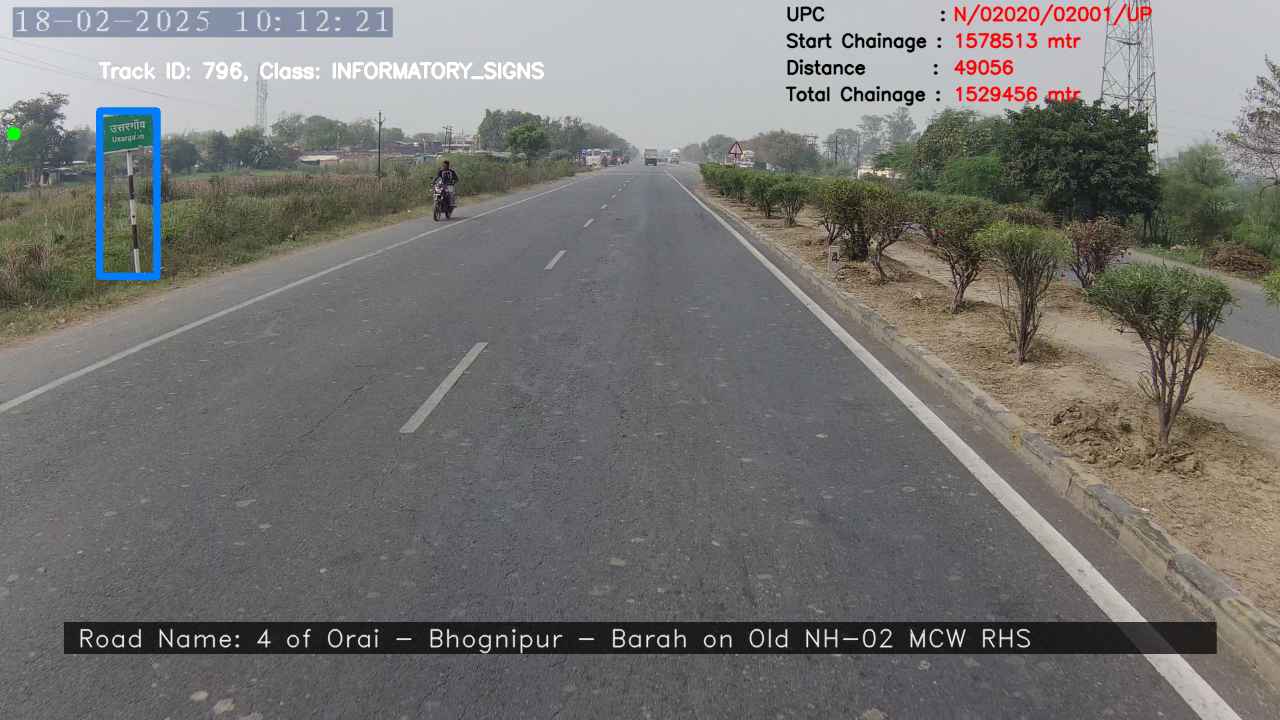 18-02-2025 10:12:21
UPC : N/02020/02001/UP
Start Chainage : 1578513 mtr
Distance : 49056
Total Chainage : 1529456 mtr
Track ID: 796, Class: INFORMATORY_SIGNS
Road Name: 4 of Orai - Bhognipur - Barah on Old NH-02 MCW RHS